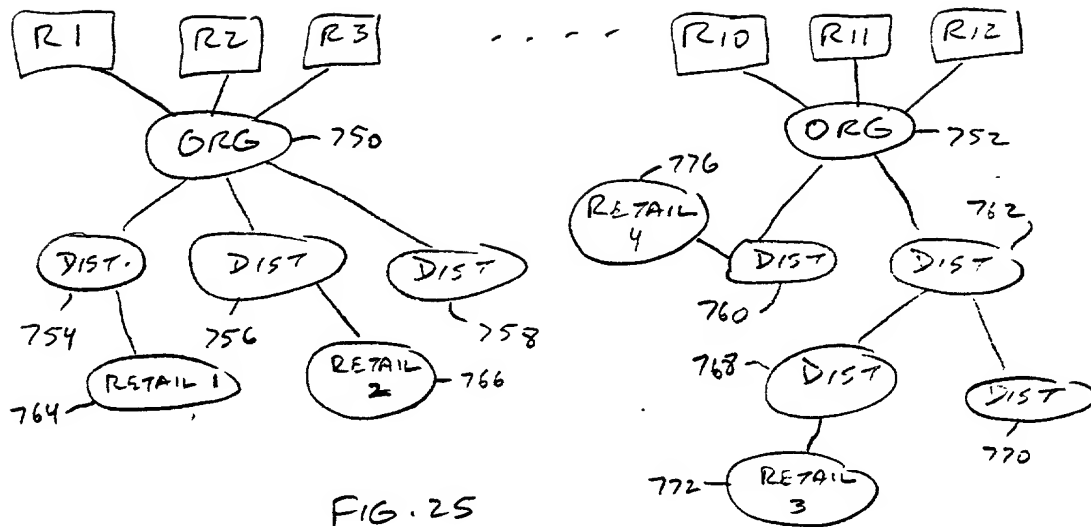 R1 R2 R3 . . . . R10 R11 R12
ORG 750 ORG 752
776
RETAIL 4
762
DIST. DIST DIST DIST DIST
754 756 758 760
RETAIL 1 RETAIL 2 766 768 DIST DIST
764 770
772 RETAIL 3
FIG. 25